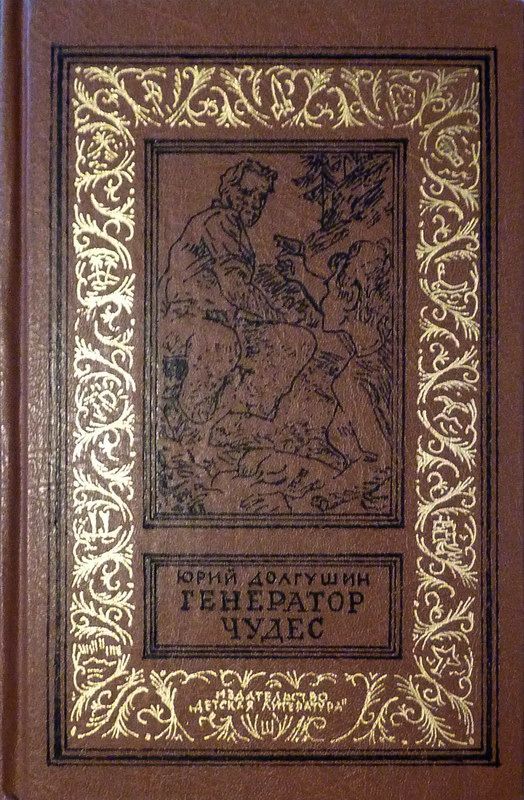 ЮРИЙ ДОЛГУШИН
ГЕНЕРАТОР
ЧУДЕС
ИЗДАТЕЛЬСТВО
„ДЕТСКАЯ ЛИТЕРАТУРА"